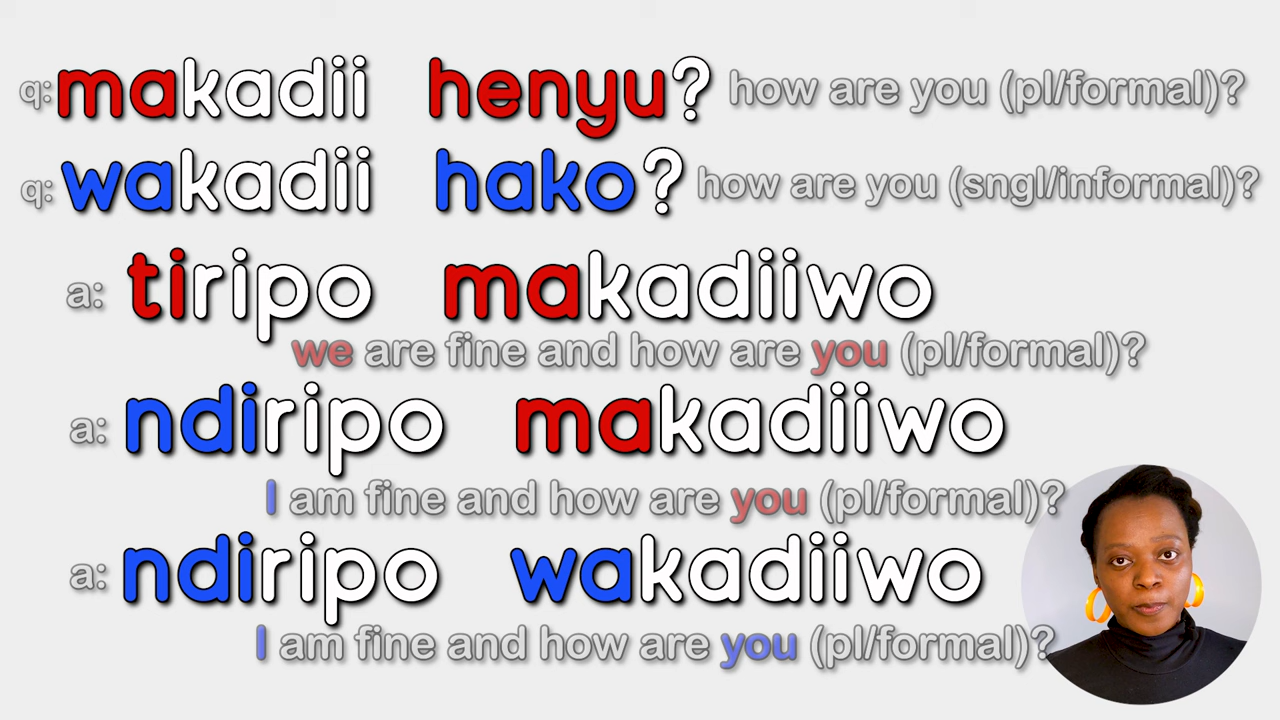 q: makadii henyu? how are you (pl/formal)?
q: wakadii hako? how are you (sngl/informal)?
a: tiripo makadiiwo
we are fine and how are you (pl/formal)?
a: ndiripo makadiiwo
I am fine and how are you (pl/formal)?
a: ndiripo wakadiiwo
I am fine and how are you (pl/formal)?